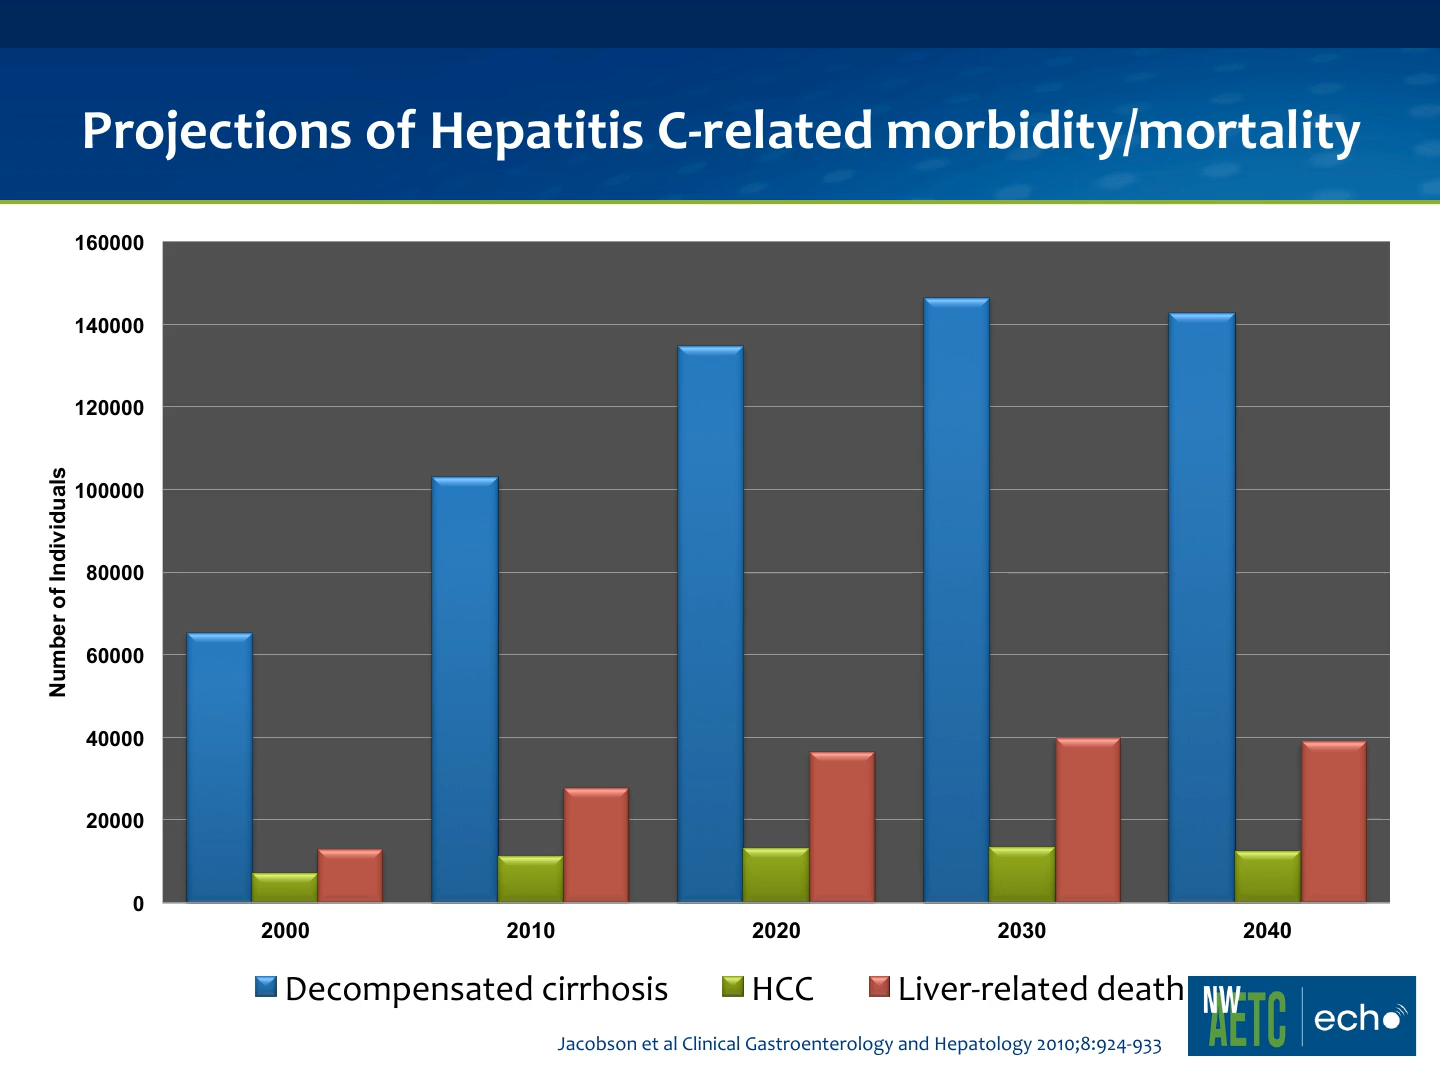 Projections of Hepatitis C-related morbidity/mortality
160000
140000
120000
100000
80000
60000
40000
20000
0
Number of Individuals
2000 2010 2020 2030 2040
Decompensated cirrhosis HCC Liver-related death
NW
AETC echo
Jacobson et al Clinical Gastroenterology and Hepatology 2010;8:924-933